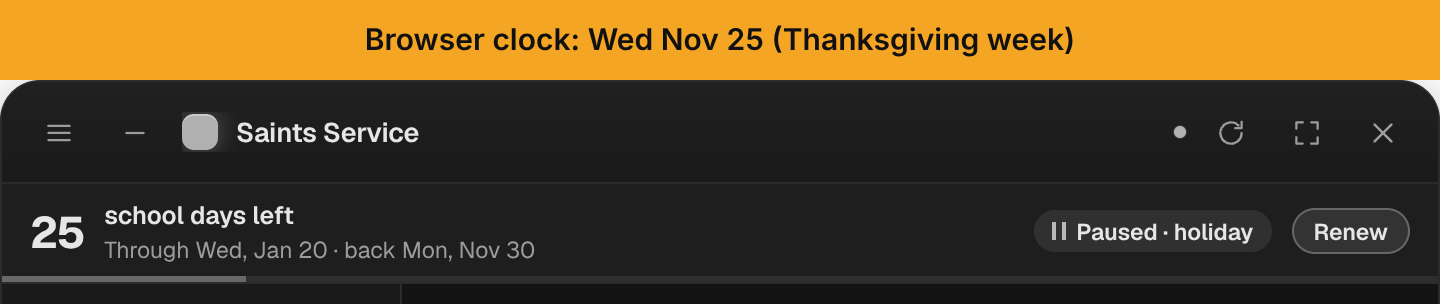 Browser clock: Wed Nov 25 (Thanksgiving week)
Saints Service
25
school days left
Through Wed, Jan 20 · back Mon, Nov 30
Paused · holiday
Renew